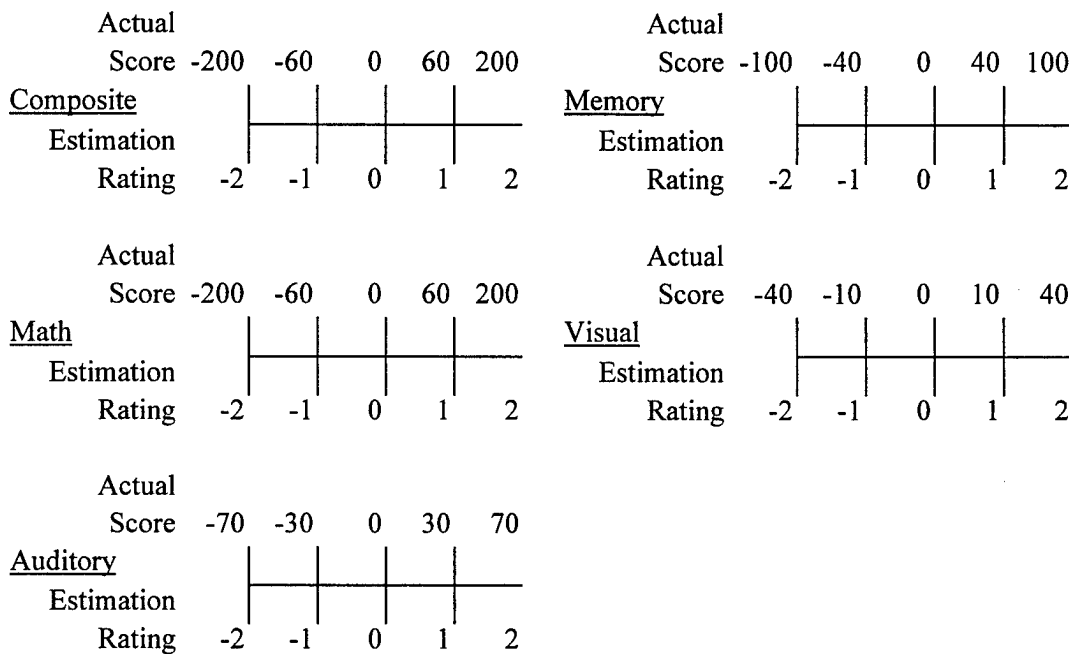 Actual
Score -200 -60 0 60 200
Composite
Estimation
Rating -2 -1 0 1 2
Actual
Score -100 -40 0 40 100
Memory
Estimation
Rating -2 -1 0 1 2
Actual
Score -200 -60 0 60 200
Math
Estimation
Rating -2 -1 0 1 2
Actual
Score -40 -10 0 10 40
Visual
Estimation
Rating -2 -1 0 1 2
Actual
Score -70 -30 0 30 70
Auditory
Estimation
Rating -2 -1 0 1 2